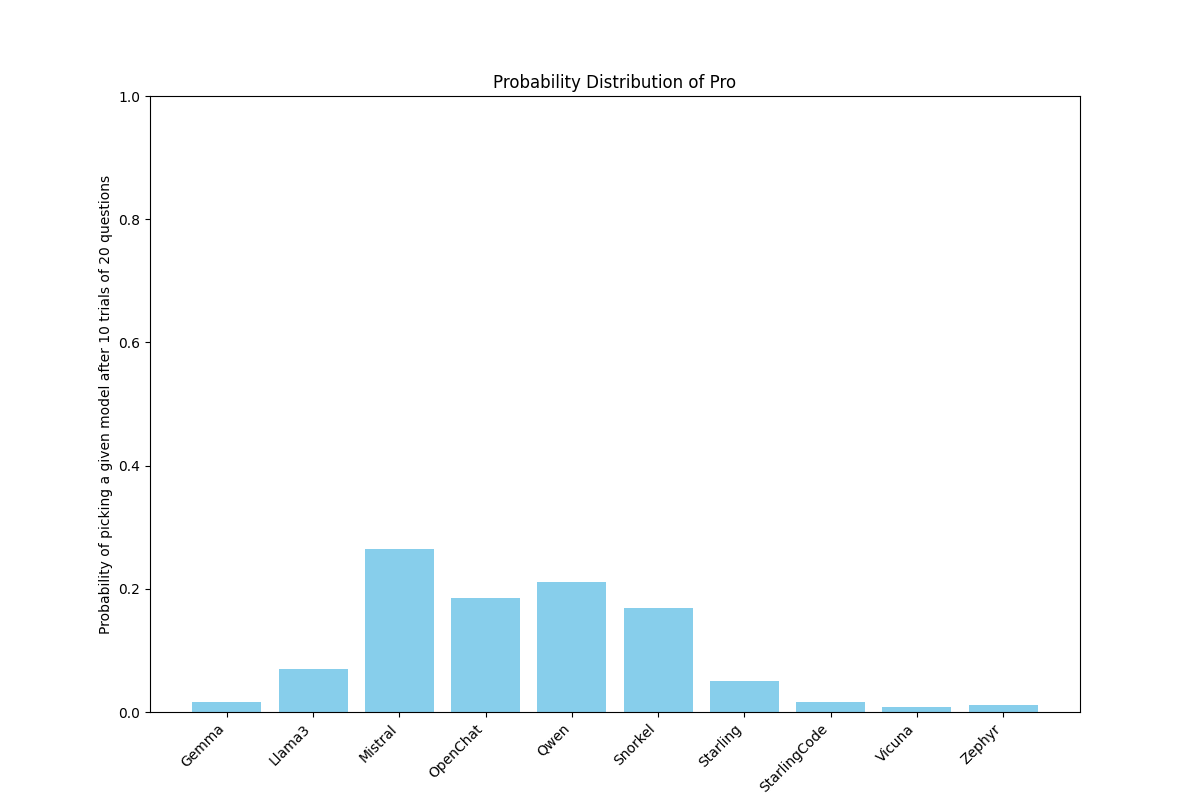 Probability Distribution of Pro
Probability of picking a given model after 10 trials of 20 questions
1.0
0.8
0.6
0.4
0.2
0.0
Gemma
Llama3
Mistral
OpenChat
Qwen
Snorkel
Starling
StarlingCode
Vicuna
Zephyr